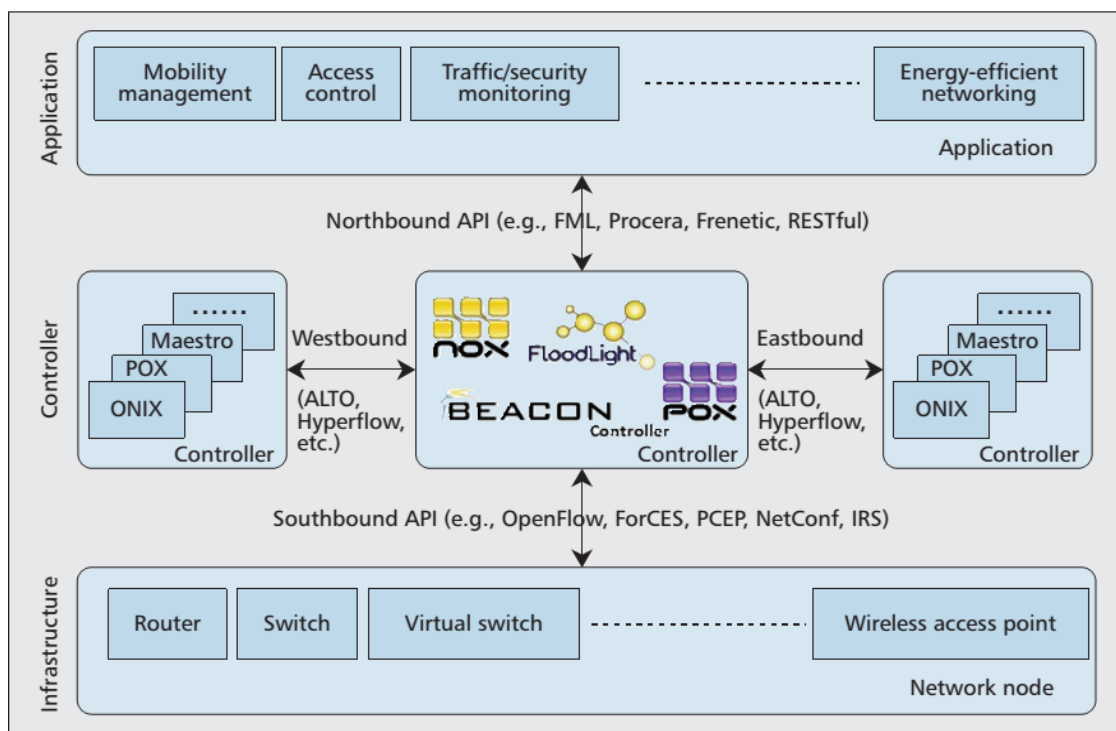 Application
Mobility
management
Access
control
Traffic/security
monitoring
Energy-efficient
networking
Application
Northbound API (e.g., FML, Procera, Frenetic, RESTful)
Controller
......
Maestro
POX
ONIX
Controller
Westbound
(ALTO,
Hyperflow,
etc.)
nox
FloodLight
BEACON
Controller
POX
Controller
Eastbound
(ALTO,
Hyperflow,
etc.)
......
Maestro
POX
ONIX
Controller
Southbound API (e.g., OpenFlow, ForCES, PCEP, NetConf, IRS)
Infrastructure
Router
Switch
Virtual switch
Wireless access point
Network node